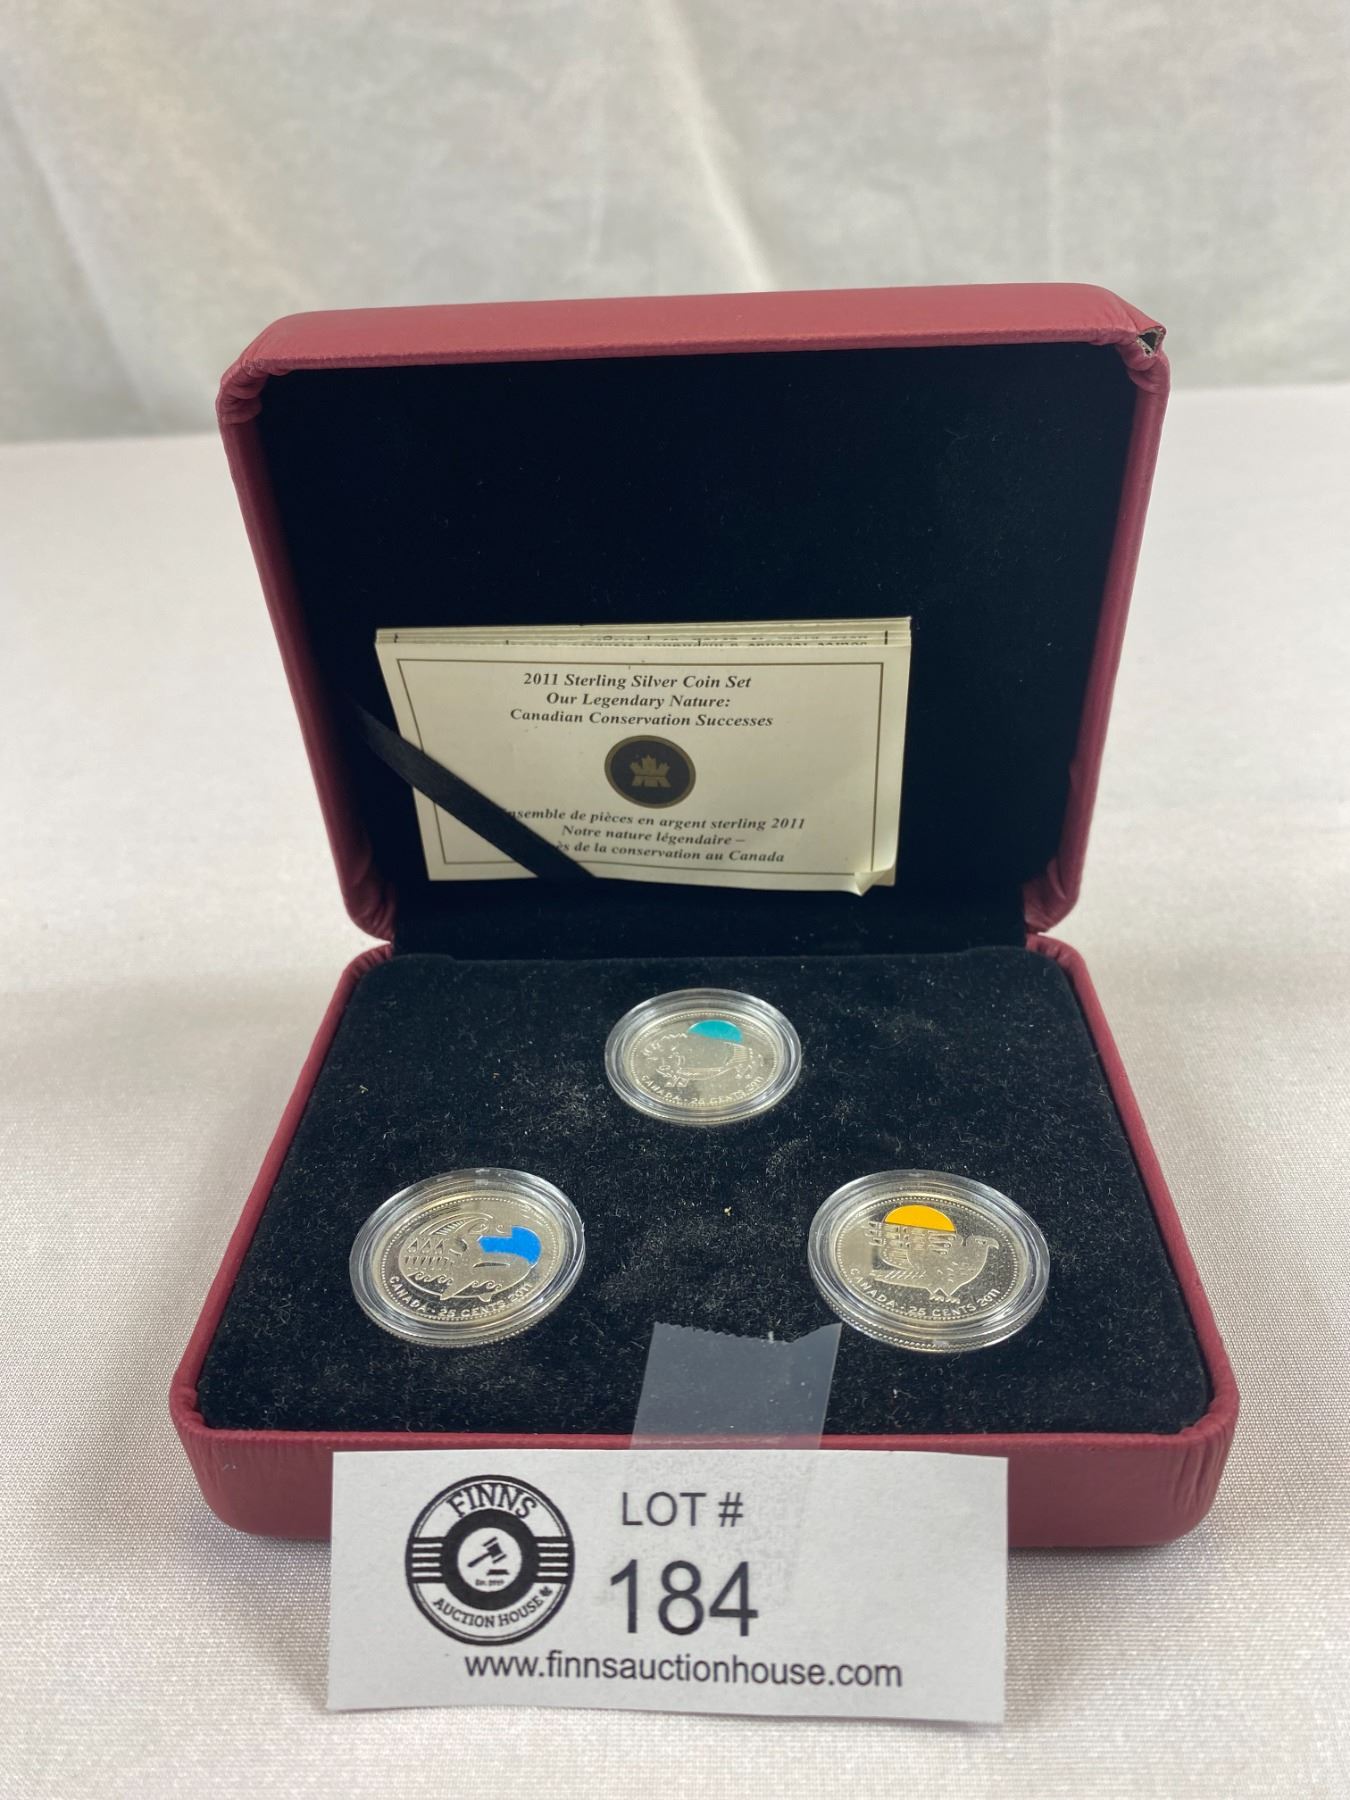 2011 Sterling Silver Coin Set
Our Legendary Nature:
Canadian Conservation Successes
de pièces en argent sterling 2011
Notre nature légendaire –
de la conservation au Canada
CANADA · 25 CENTS 2011
CANADA · 25 CENTS 2011
CANADA · 25 CENTS 2011
FINNS
AUCTION HOUSE
LOT #
184
www.finnsauctionhouse.com